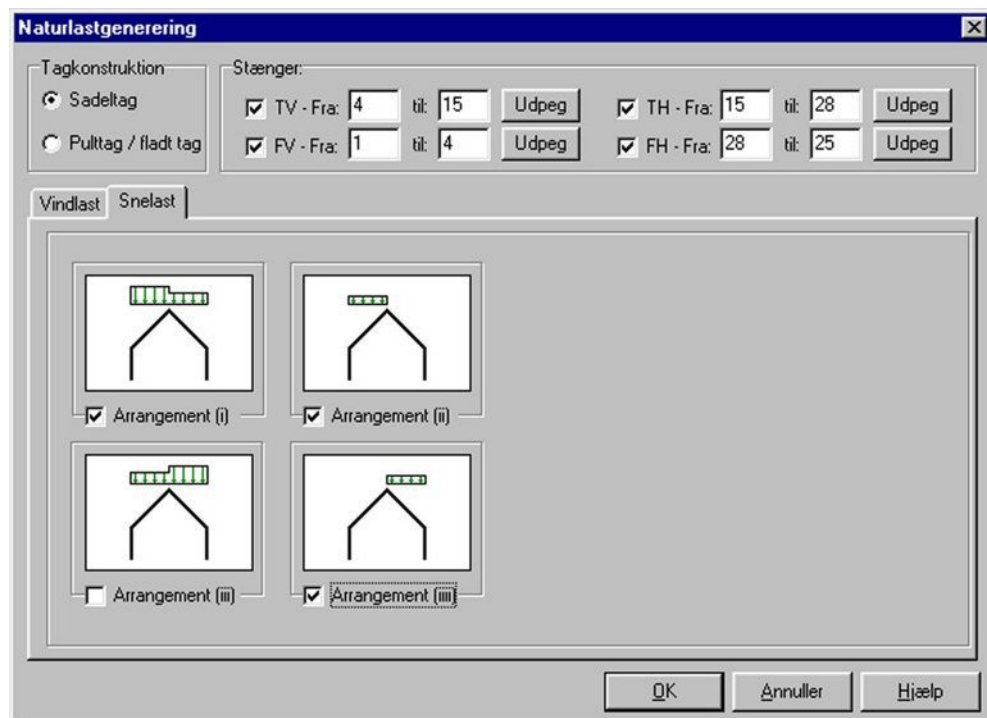 Naturlastgenerering
Tagkonstruktion
Sadeltag
Pulttag / fladt tag
Stænger:
TV - Fra: 4 til: 15 Udpeg TH - Fra: 15 til: 28 Udpeg
FV - Fra: 1 til: 4 Udpeg FH - Fra: 28 til: 25 Udpeg
Vindlast Snelast
Arrangement (i) Arrangement (ii)
Arrangement (iii) Arrangement (iiii)
OK Annuller Hjælp